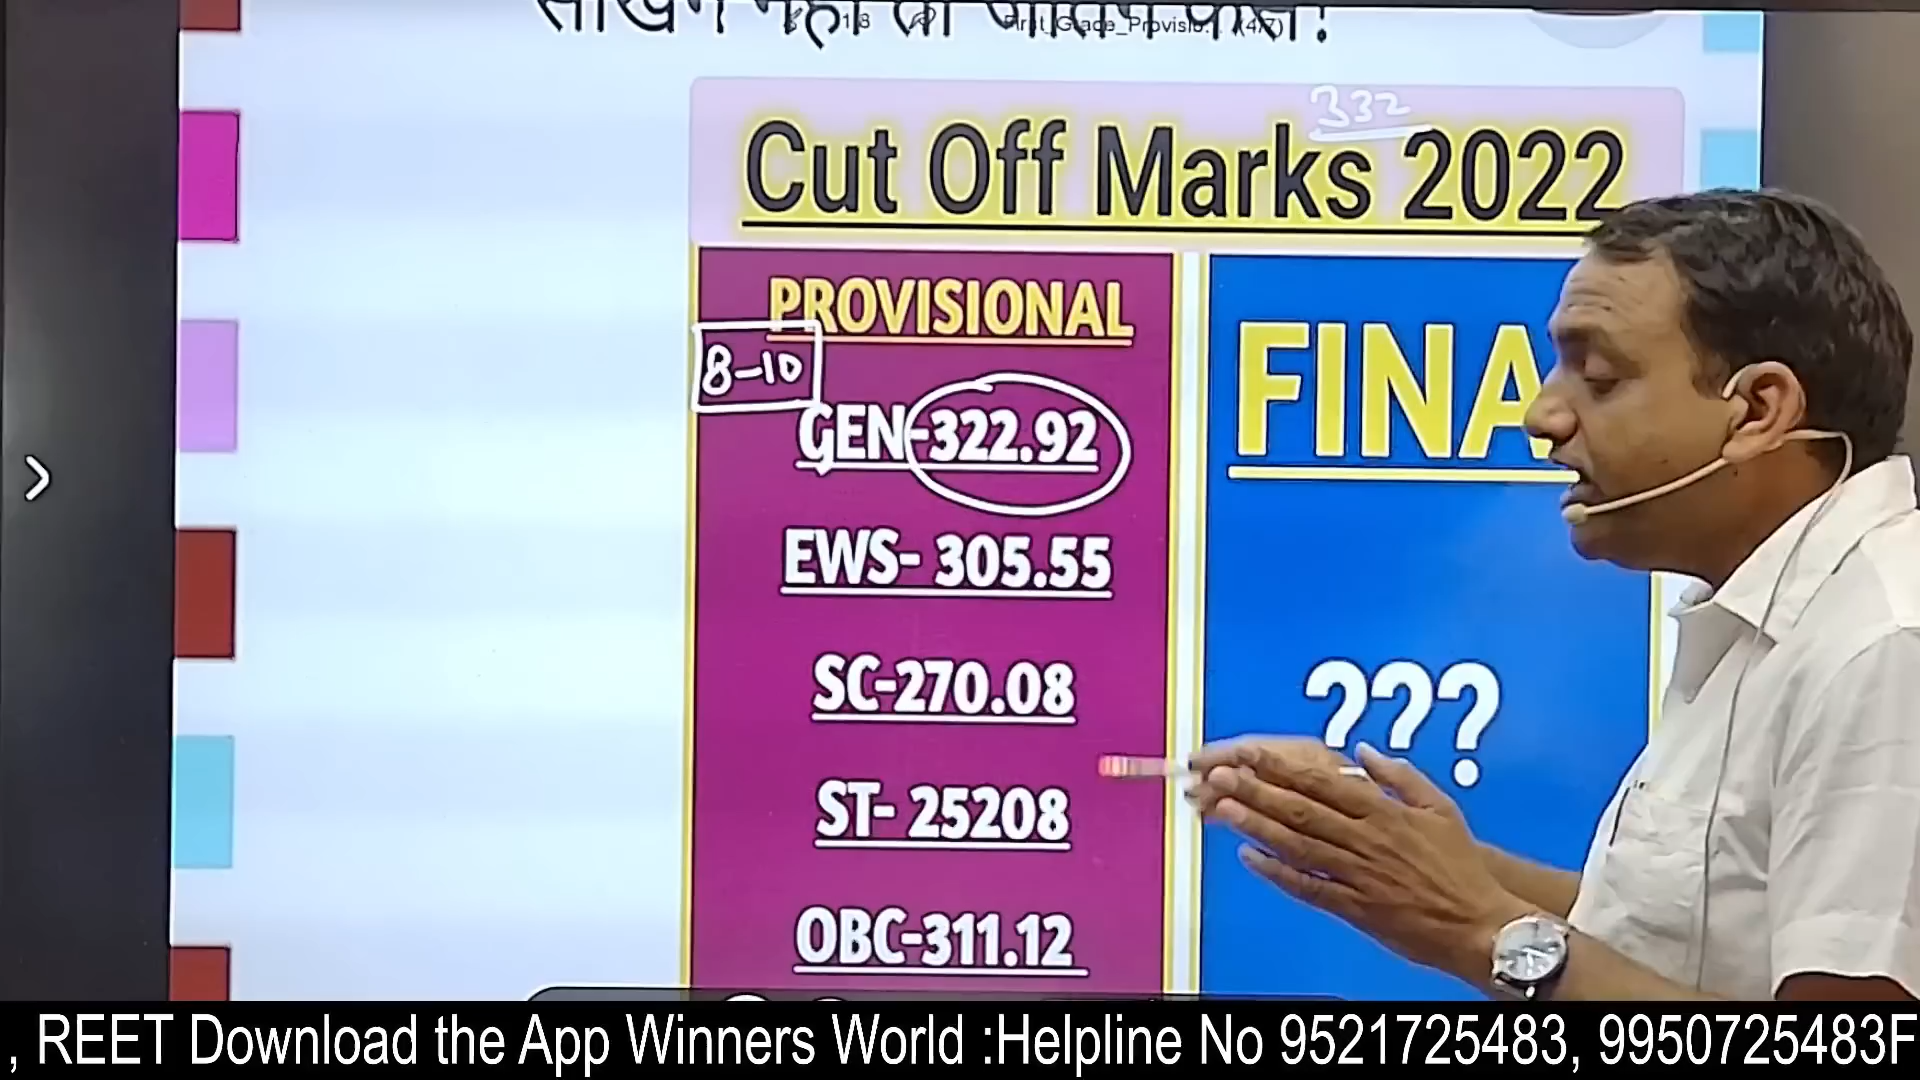 332
Cut Off Marks 2022
PROVISIONAL
8-10
GEN-322.92
EWS- 305.55
SC-270.08
ST- 25208
OBC-311.12
FINA
???
, REET Download the App Winners World :Helpline No 9521725483, 9950725483F